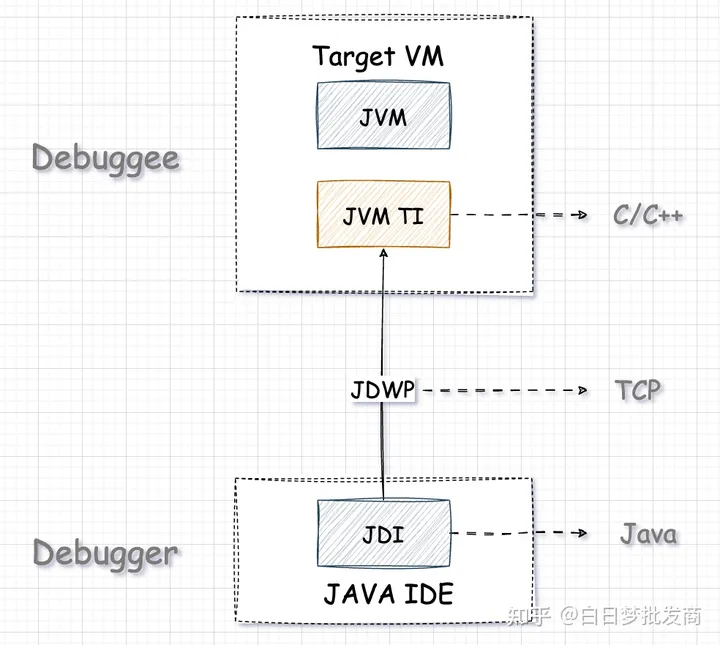 Target VM
JVM
Debuggee
JVM TI
C/C++
JDWP
TCP
JDI
Java
Debugger
JAVA IDE
知乎 @白日梦批发商